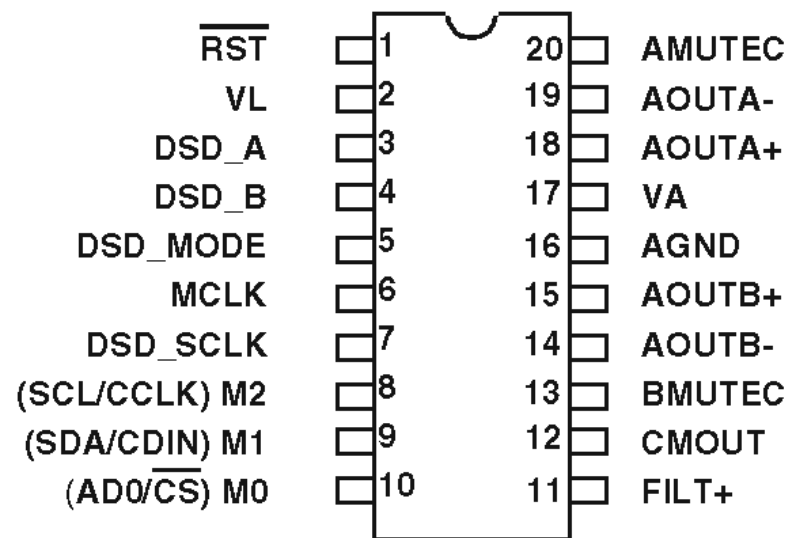 RST 1 20 AMUTEC
VL 2 19 AOUTA-
DSD_A 3 18 AOUTA+
DSD_B 4 17 VA
DSD_MODE 5 16 AGND
MCLK 6 15 AOUTB+
DSD_SCLK 7 14 AOUTB-
(SCL/CCLK) M2 8 13 BMUTEC
(SDA/CDIN) M1 9 12 CMOUT
(AD0/CS) M0 10 11 FILT+